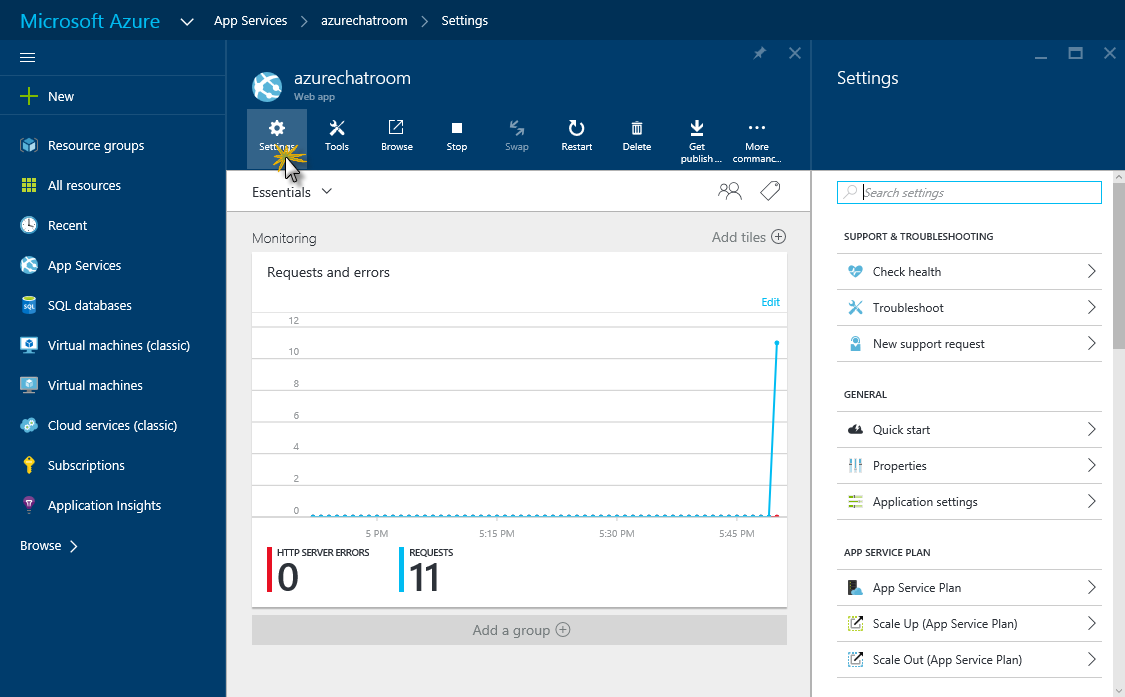 Microsoft Azure
App Services
azurechatroom
Settings
New
Resource groups
All resources
Recent
App Services
SQL databases
Virtual machines (classic)
Virtual machines
Cloud services (classic)
Subscriptions
Application Insights
Browse
azurechatroom
Web app
Settings
Tools
Browse
Stop
Swap
Restart
Delete
Get
publish ...
More
commanc...
Essentials
Monitoring
Add tiles
Requests and errors
Edit
12
10
8
6
4
2
0
5 PM
5:15 PM
5:30 PM
5:45 PM
HTTP SERVER ERRORS
0
REQUESTS
11
Add a group
Settings
Search settings
SUPPORT & TROUBLESHOOTING
Check health
Troubleshoot
New support request
GENERAL
Quick start
Properties
Application settings
APP SERVICE PLAN
App Service Plan
Scale Up (App Service Plan)
Scale Out (App Service Plan)